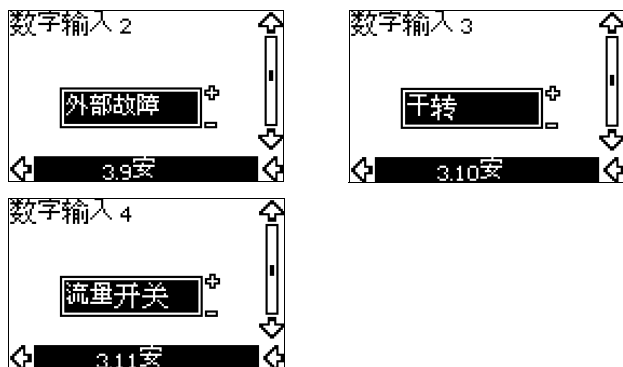 数字输入 2
外部故障
3.9安
数字输入 3
干转
3.10安
数字输入 4
流量开关
3.11安